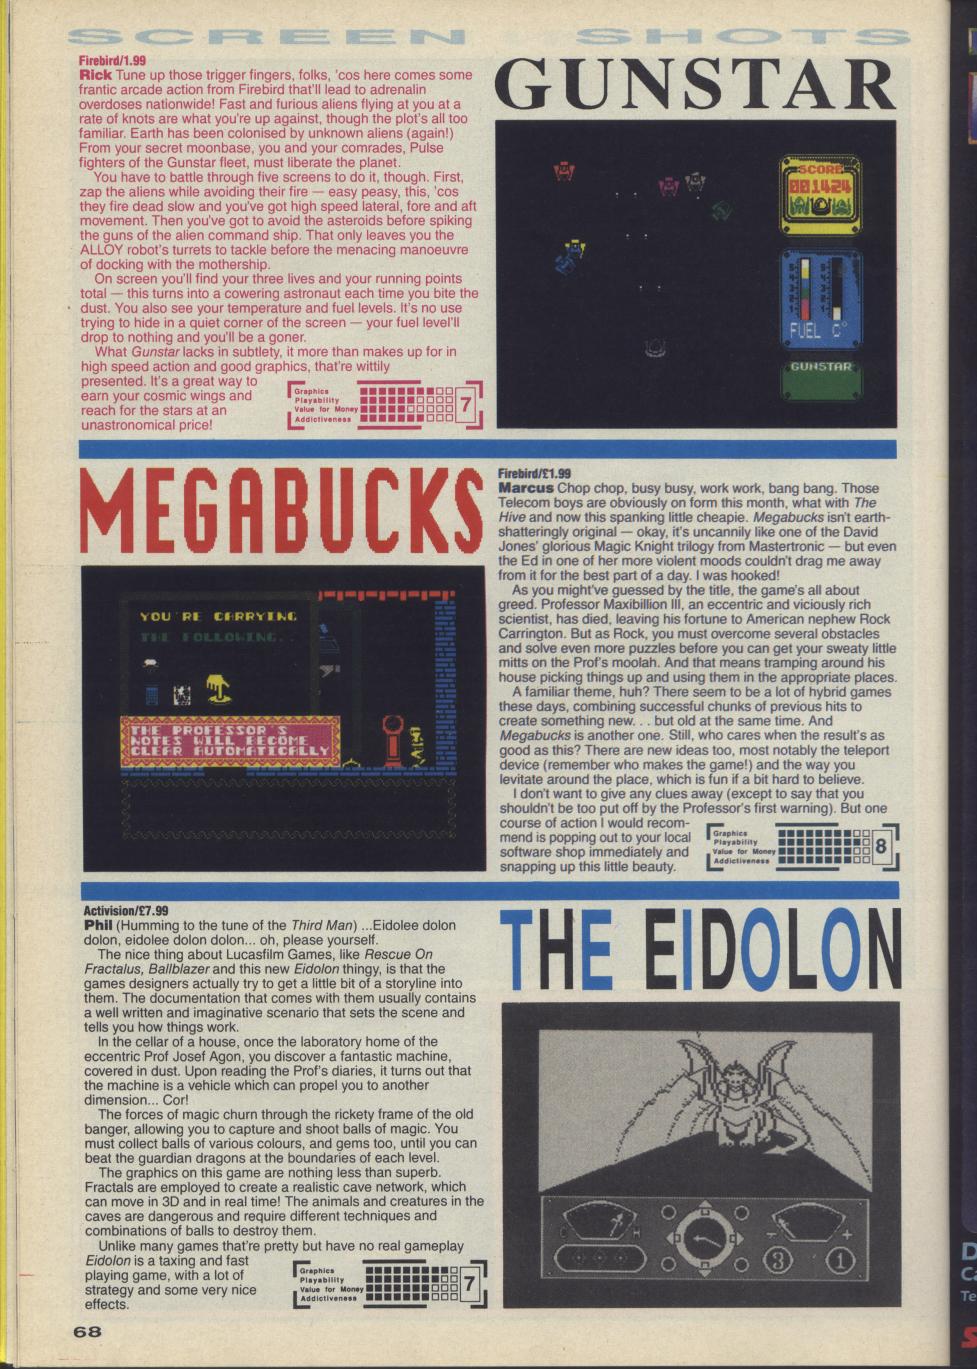 SCREEN SHOTS
Firebird/1.99
Rick Tune up those trigger fingers, folks, 'cos here comes some
frantic arcade action from Firebird that'll lead to adrenalin
overdoses nationwide! Fast and furious aliens flying at you at a
rate of knots are what you're up against, though the plot's all too
familiar. Earth has been colonised by unknown aliens (again!)
From your secret moonbase, you and your comrades, Pulse
fighters of the Gunstar fleet, must liberate the planet.
You have to battle through five screens to do it, though. First,
zap the aliens while avoiding their fire — easy peasy, this, 'cos
they fire dead slow and you've got high speed lateral, fore and aft
movement. Then you've got to avoid the asteroids before spiking
the guns of the alien command ship. That only leaves you the
ALLOY robot's turrets to tackle before the menacing manoeuvre
of docking with the mothership.
On screen you'll find your three lives and your running points
total — this turns into a cowering astronaut each time you bite the
dust. You also see your temperature and fuel levels. It's no use
trying to hide in a quiet corner of the screen — your fuel level'll
drop to nothing and you'll be a goner.
What Gunstar lacks in subtlety, it more than makes up for in
high speed action and good graphics, that're wittily
presented. It's a great way to
earn your cosmic wings and
reach for the stars at an
unastronomical price!
Graphics
Playability
Value for Money
Addictiveness
7
GUNSTAR
SCORE
001424
FUEL C°
GUNSTAR
MEGABUCKS
YOU'RE CARRYING
THE FOLLOWING..
THE PROFESSOR'S
NOTES WILL BECOME
CLEAR AUTOMATICALLY
Firebird/£1.99
Marcus Chop chop, busy busy, work work, bang bang. Those
Telecom boys are obviously on form this month, what with The
Hive and now this spanking little cheapie. Megabucks isn't earth-
shatteringly original — okay, it's uncannily like one of the David
Jones' glorious Magic Knight trilogy from Mastertronic — but even
the Ed in one of her more violent moods couldn't drag me away
from it for the best part of a day. I was hooked!
As you might've guessed by the title, the game's all about
greed. Professor Maxibillion III, an eccentric and viciously rich
scientist, has died, leaving his fortune to American nephew Rock
Carrington. But as Rock, you must overcome several obstacles
and solve even more puzzles before you can get your sweaty little
mitts on the Prof's moolah. And that means tramping around his
house picking things up and using them in the appropriate places.
A familiar theme, huh? There seem to be a lot of hybrid games
these days, combining successful chunks of previous hits to
create something new. . . but old at the same time. And
Megabucks is another one. Still, who cares when the result's as
good as this? There are new ideas too, most notably the teleport
device (remember who makes the game!) and the way you
levitate around the place, which is fun if a bit hard to believe.
I don't want to give any clues away (except to say that you
shouldn't be too put off by the Professor's first warning). But one
course of action I would recom-
mend is popping out to your local
software shop immediately and
snapping up this little beauty.
Graphics
Playability
Value for Money
Addictiveness
8
Activision/£7.99
Phil (Humming to the tune of the Third Man) ...Eidolee dolon
dolon, eidolee dolon dolon... oh, please yourself.
The nice thing about Lucasfilm Games, like Rescue On
Fractalus, Ballblazer and this new Eidolon thingy, is that the
games designers actually try to get a little bit of a storyline into
them. The documentation that comes with them usually contains
a well written and imaginative scenario that sets the scene and
tells you how things work.
In the cellar of a house, once the laboratory home of the
eccentric Prof Josef Agon, you discover a fantastic machine,
covered in dust. Upon reading the Prof's diaries, it turns out that
the machine is a vehicle which can propel you to another
dimension... Cor!
The forces of magic churn through the rickety frame of the old
banger, allowing you to capture and shoot balls of magic. You
must collect balls of various colours, and gems too, until you can
beat the guardian dragons at the boundaries of each level.
The graphics on this game are nothing less than superb.
Fractals are employed to create a realistic cave network, which
can move in 3D and in real time! The animals and creatures in the
caves are dangerous and require different techniques and
combinations of balls to destroy them.
Unlike many games that're pretty but have no real gameplay
Eidolon is a taxing and fast
playing game, with a lot of
strategy and some very nice
effects.
Graphics
Playability
Value for Money
Addictiveness
7
THE EIDOLON
E H
3 1
68
D
Ca
Te
S